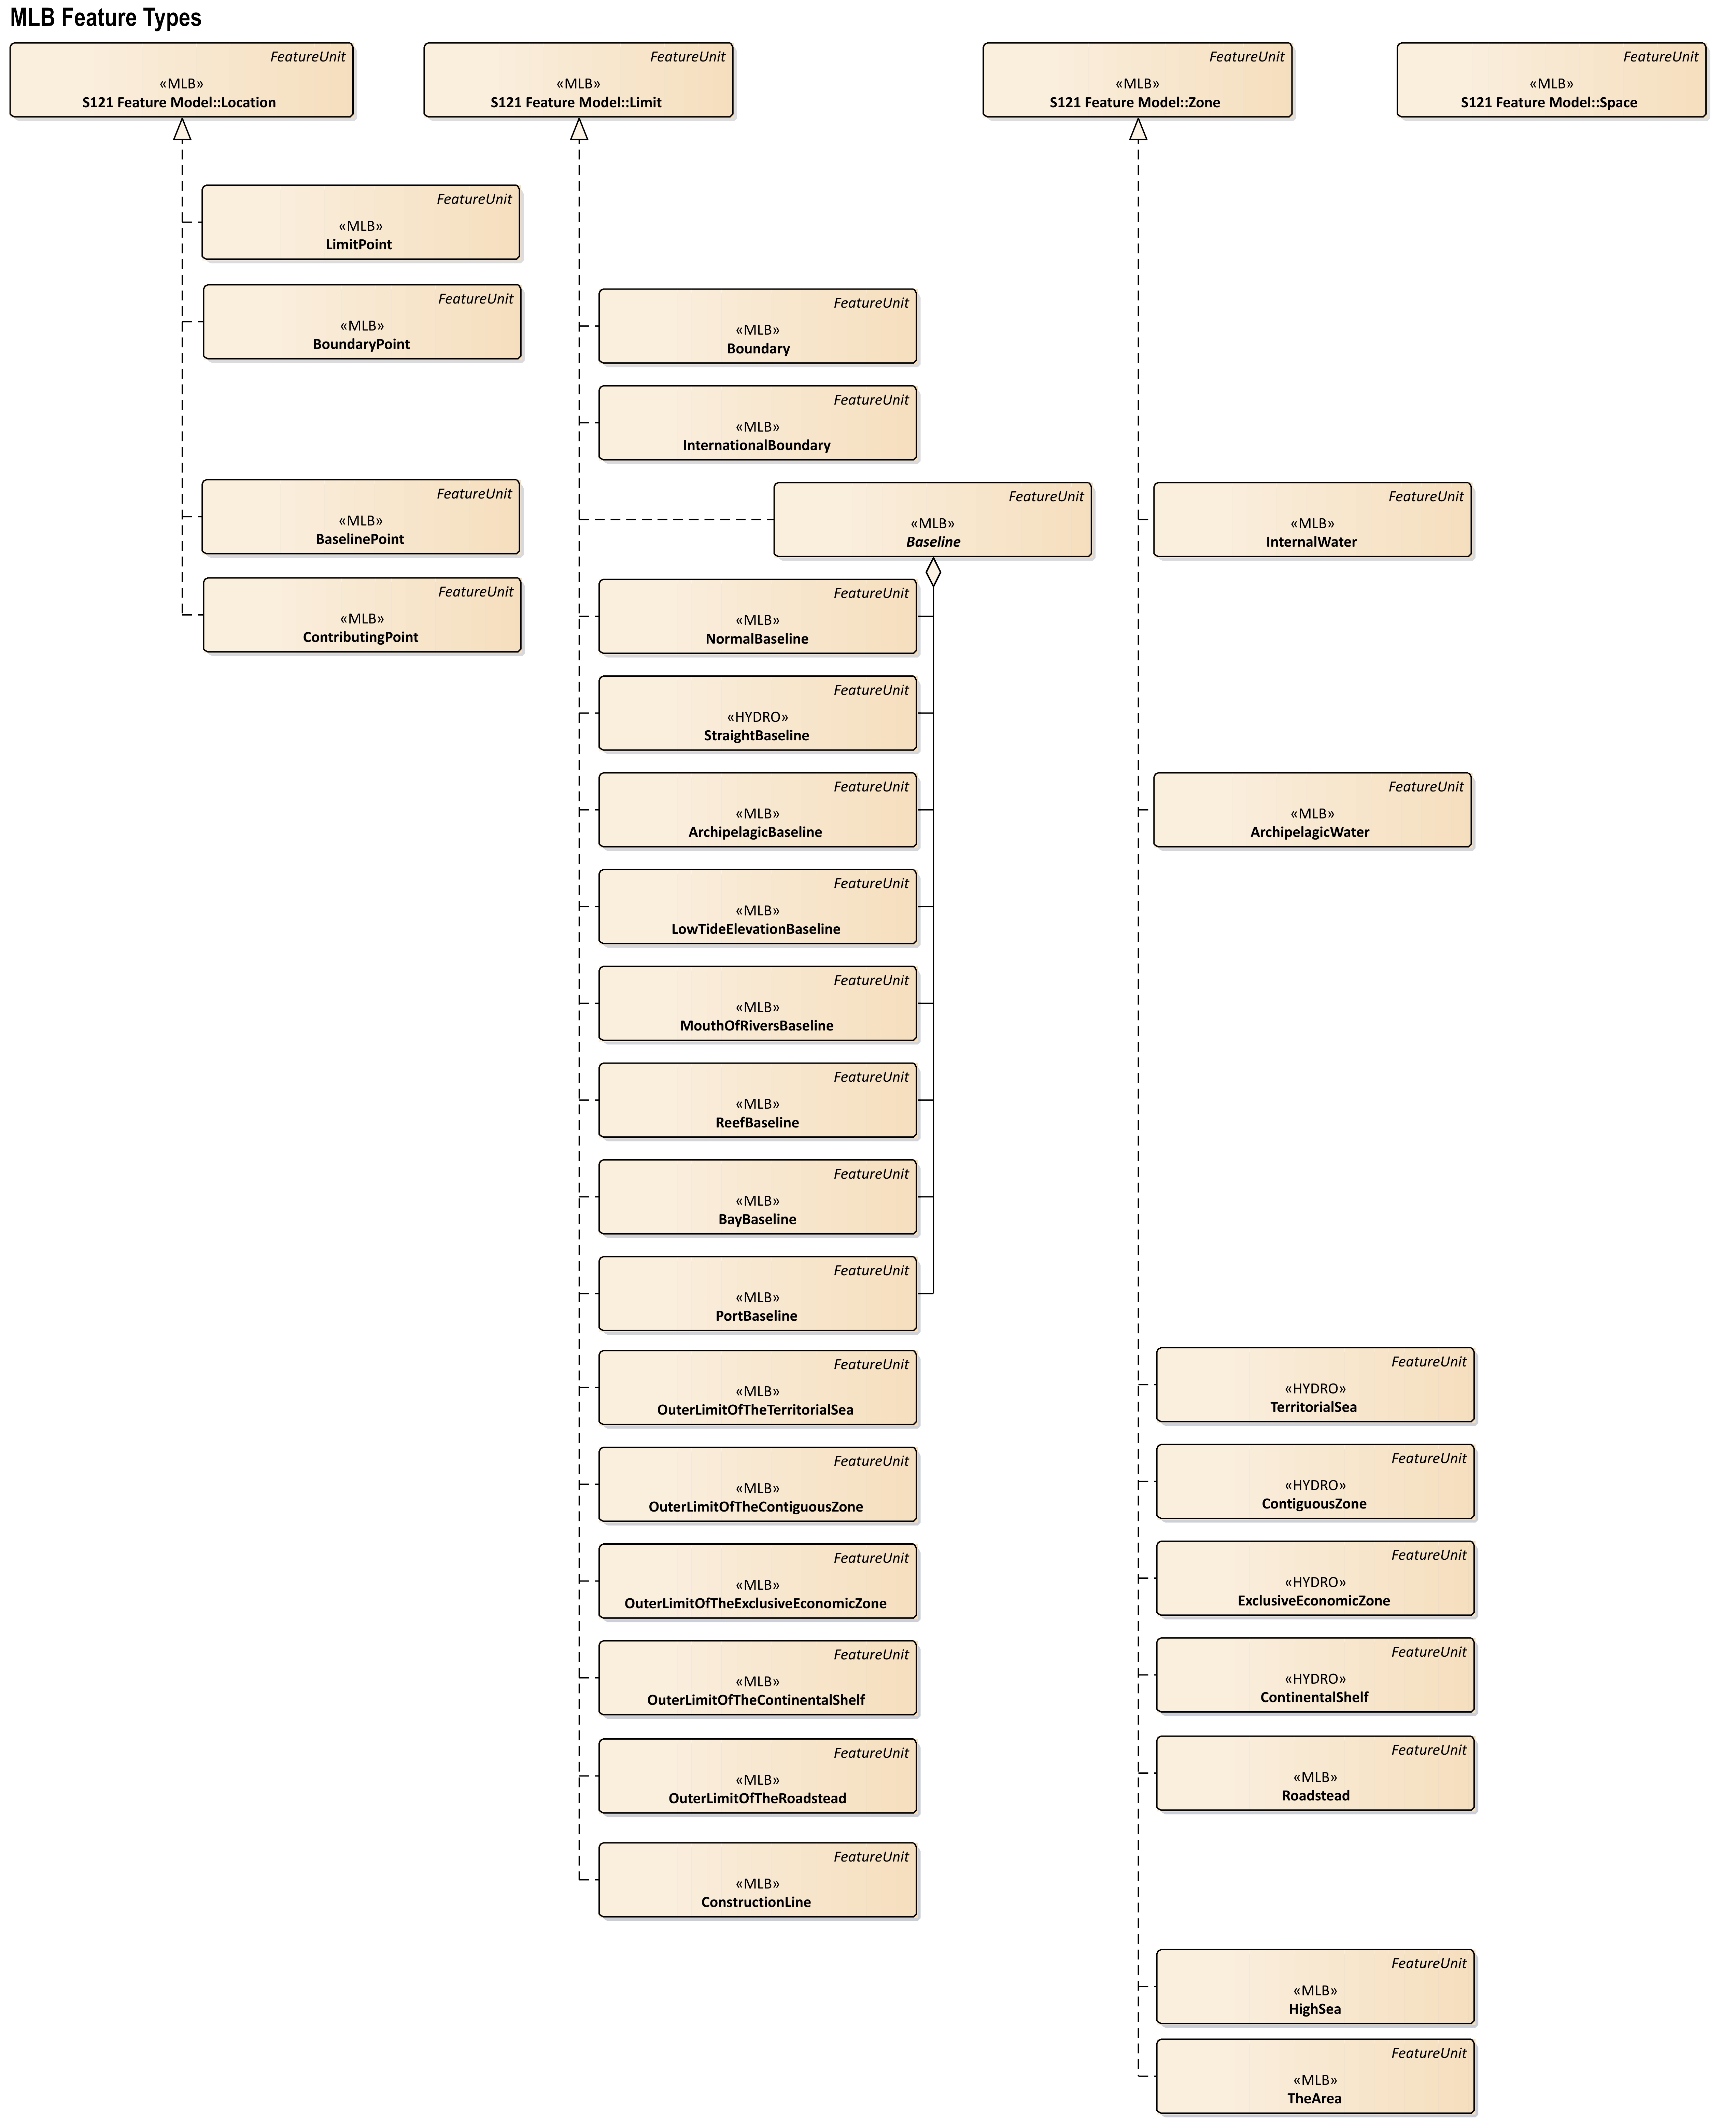 MLB Feature Types
FeatureUnit
«MLB»
S121 Feature Model::Location
FeatureUnit
«MLB»
S121 Feature Model::Limit
FeatureUnit
«MLB»
S121 Feature Model::Zone
FeatureUnit
«MLB»
S121 Feature Model::Space
FeatureUnit
«MLB»
LimitPoint
FeatureUnit
«MLB»
BoundaryPoint
FeatureUnit
«MLB»
BaselinePoint
FeatureUnit
«MLB»
ContributingPoint
FeatureUnit
«MLB»
Boundary
FeatureUnit
«MLB»
InternationalBoundary
FeatureUnit
«MLB»
Baseline
FeatureUnit
«MLB»
NormalBaseline
FeatureUnit
«HYDRO»
StraightBaseline
FeatureUnit
«MLB»
ArchipelagicBaseline
FeatureUnit
«MLB»
LowTideElevationBaseline
FeatureUnit
«MLB»
MouthOfRiversBaseline
FeatureUnit
«MLB»
ReefBaseline
FeatureUnit
«MLB»
BayBaseline
FeatureUnit
«MLB»
PortBaseline
FeatureUnit
«MLB»
OuterLimitOfTheTerritorialSea
FeatureUnit
«MLB»
OuterLimitOfTheContiguousZone
FeatureUnit
«MLB»
OuterLimitOfTheExclusiveEconomicZone
FeatureUnit
«MLB»
OuterLimitOfTheContinentalShelf
FeatureUnit
«MLB»
OuterLimitOfTheRoadstead
FeatureUnit
«MLB»
ConstructionLine
FeatureUnit
«MLB»
InternalWater
FeatureUnit
«MLB»
ArchipelagicWater
FeatureUnit
«HYDRO»
TerritorialSea
FeatureUnit
«HYDRO»
ContiguousZone
FeatureUnit
«HYDRO»
ExclusiveEconomicZone
FeatureUnit
«HYDRO»
ContinentalShelf
FeatureUnit
«MLB»
Roadstead
FeatureUnit
«MLB»
HighSea
FeatureUnit
«MLB»
TheArea